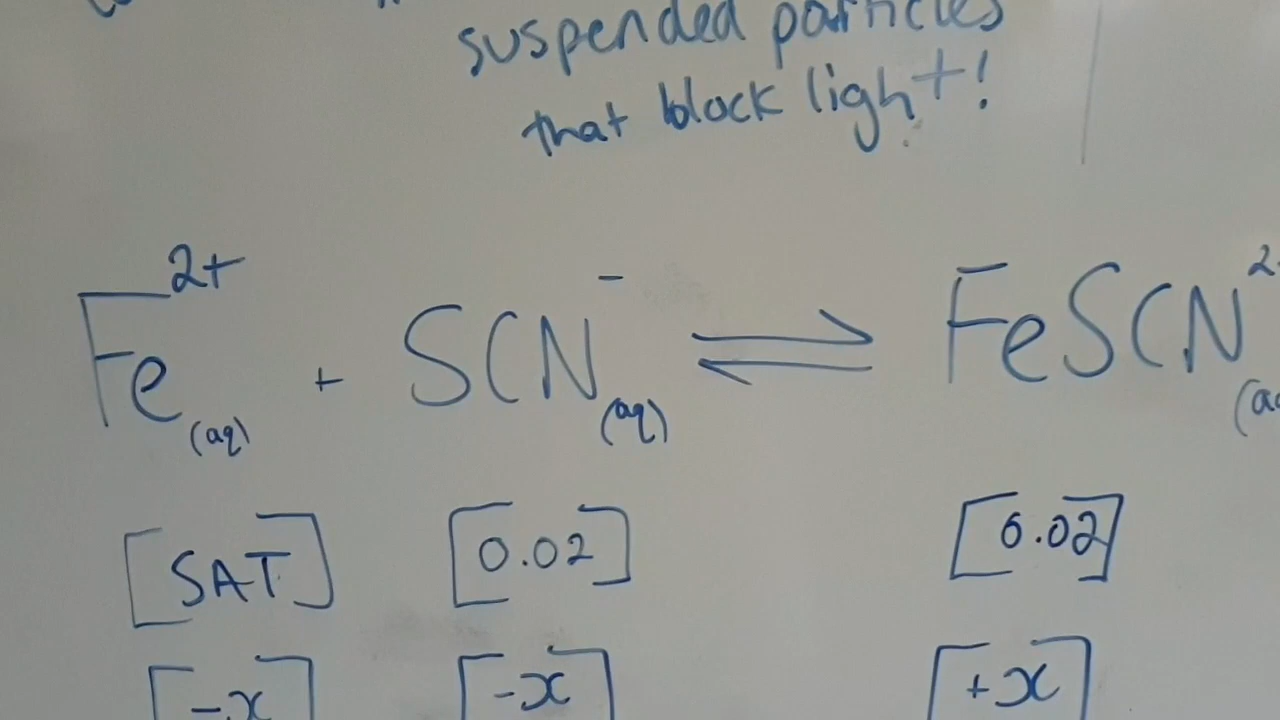 suspended particles
that block light!
Fe²⁺(aq) + SCN⁻(aq) ⇌ FeSCN²
[SAT] [0.02] [0.02]
[-x] [-x] [+x]